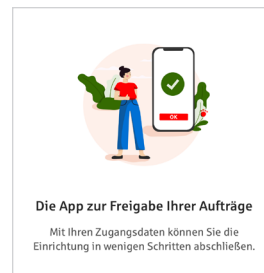 OK
Die App zur Freigabe Ihrer Aufträge
Mit Ihren Zugangsdaten können Sie die
Einrichtung in wenigen Schritten abschließen.